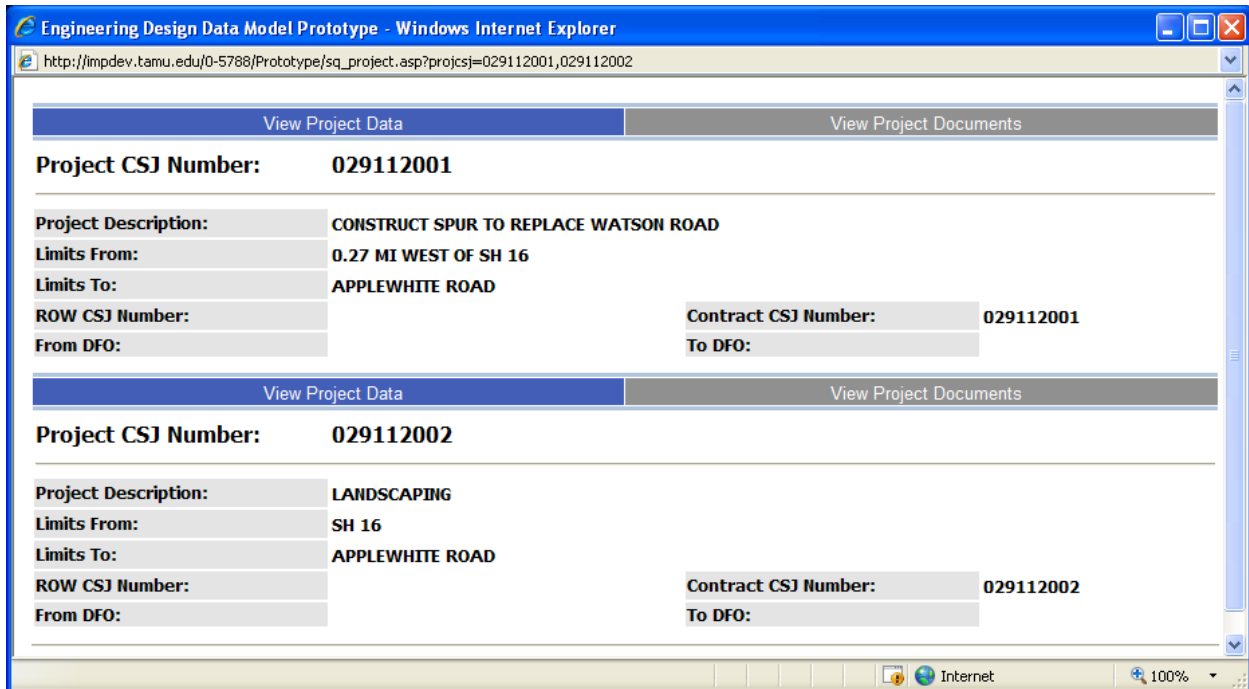 Engineering Design Data Model Prototype - Windows Internet Explorer
http://impdev.tamu.edu/0-5788/Prototype/sq_project.asp?projcsj=029112001,029112002
View Project Data View Project Documents
Project CSJ Number: 029112001
Project Description: CONSTRUCT SPUR TO REPLACE WATSON ROAD
Limits From: 0.27 MI WEST OF SH 16
Limits To: APPLEWHITE ROAD
ROW CSJ Number: Contract CSJ Number: 029112001
From DFO: To DFO:
View Project Data View Project Documents
Project CSJ Number: 029112002
Project Description: LANDSCAPING
Limits From: SH 16
Limits To: APPLEWHITE ROAD
ROW CSJ Number: Contract CSJ Number: 029112002
From DFO: To DFO:
Internet 100%